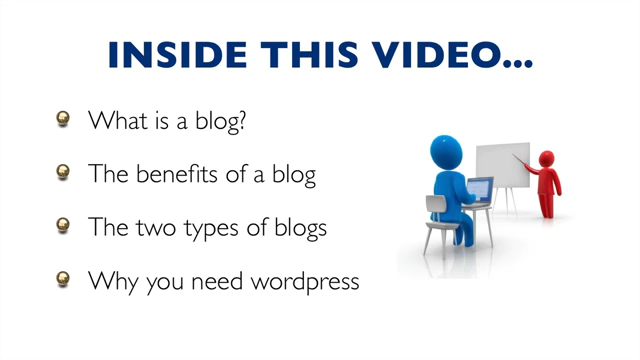 INSIDE THIS VIDEO...
What is a blog?
The benefits of a blog
The two types of blogs
Why you need wordpress